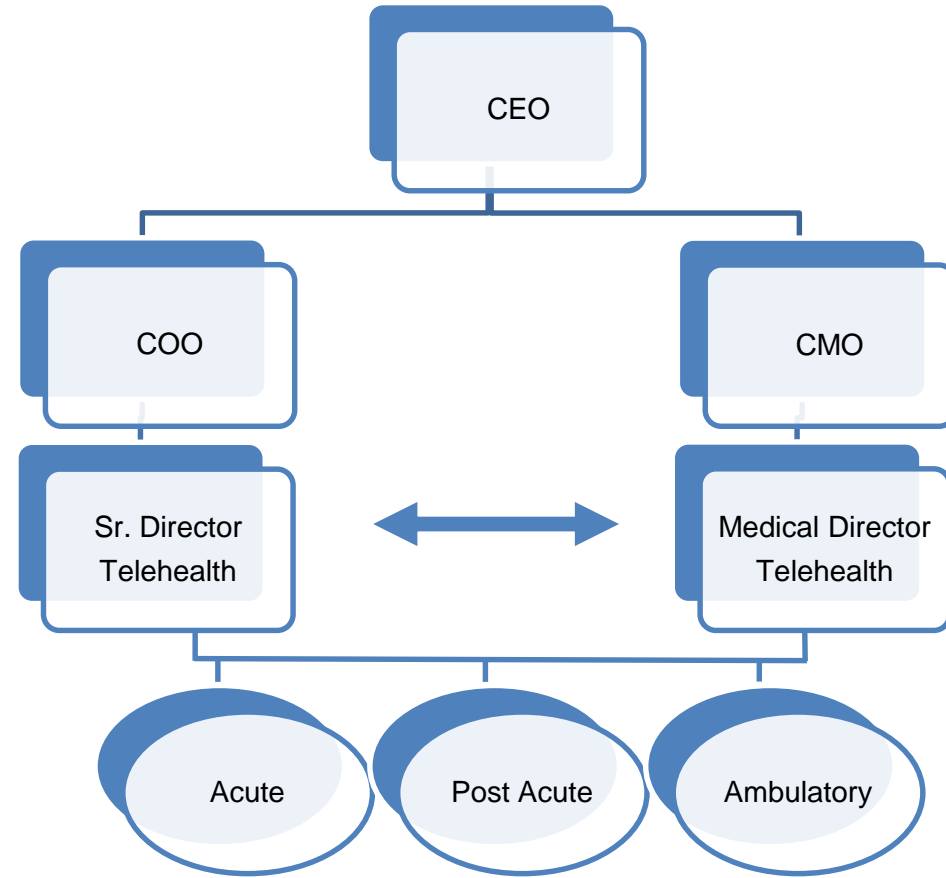 CEO
COO
CMO
Sr. Director
Telehealth
Medical Director
Telehealth
Acute
Post Acute
Ambulatory